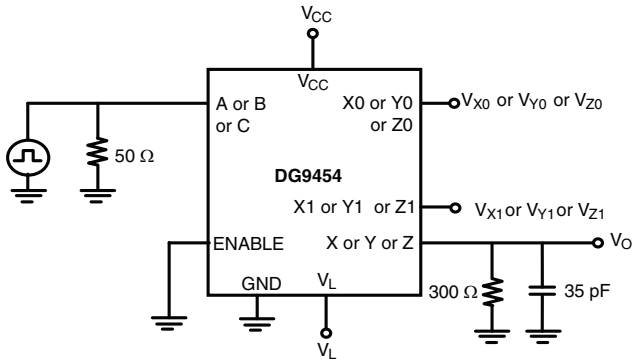 VCC
VCC
A or B
or C
X0 or Y0
or Z0
VX0 or VY0 or VZ0
50 Ω
DG9454
X1 or Y1 or Z1
VX1 or VY1 or VZ1
ENABLE
X or Y or Z
VO
GND
VL
300 Ω
35 pF
VL